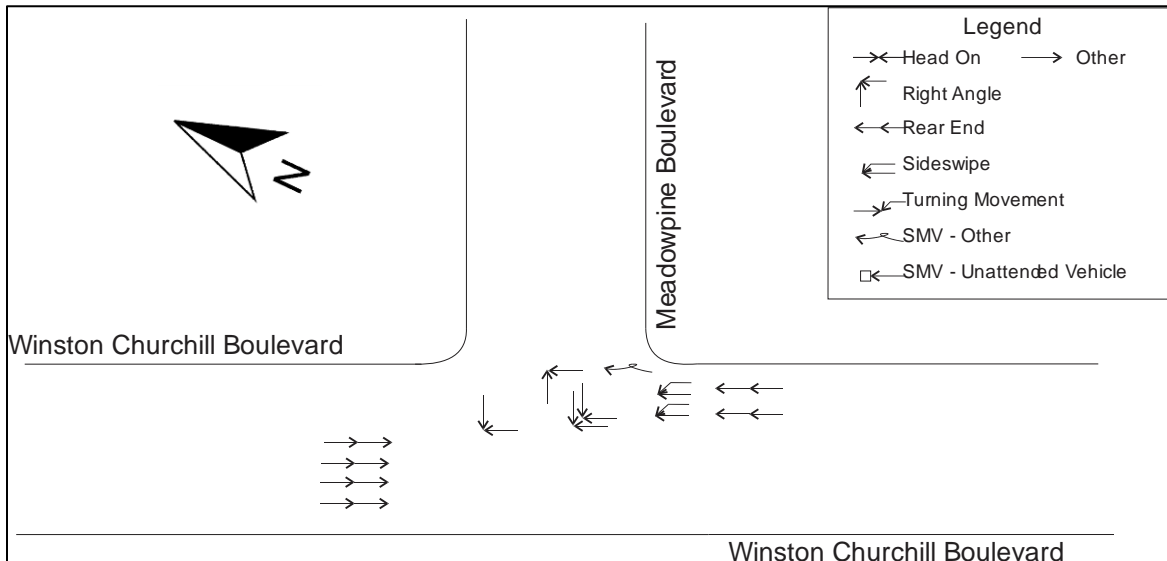 Legend
Head On
Other
Right Angle
Rear End
Sideswipe
Turning Movement
SMV - Other
SMV - Unattended Vehicle
N
Meadowpine Boulevard
Winston Churchill Boulevard
Winston Churchill Boulevard